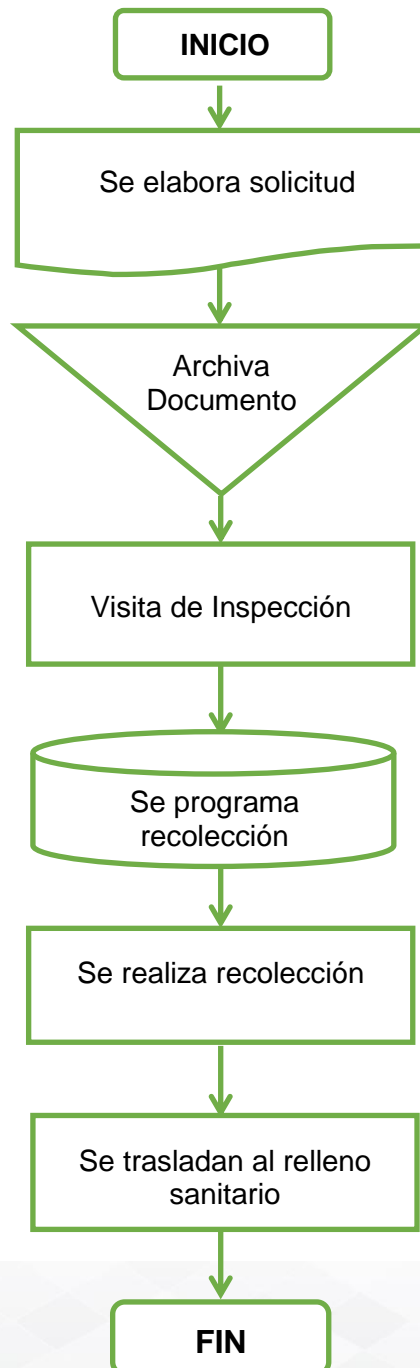 INICIO
Se elabora solicitud
Archiva
Documento
Visita de Inspección
Se programa
recolección
Se realiza recolección
Se trasladan al relleno
sanitario
FIN